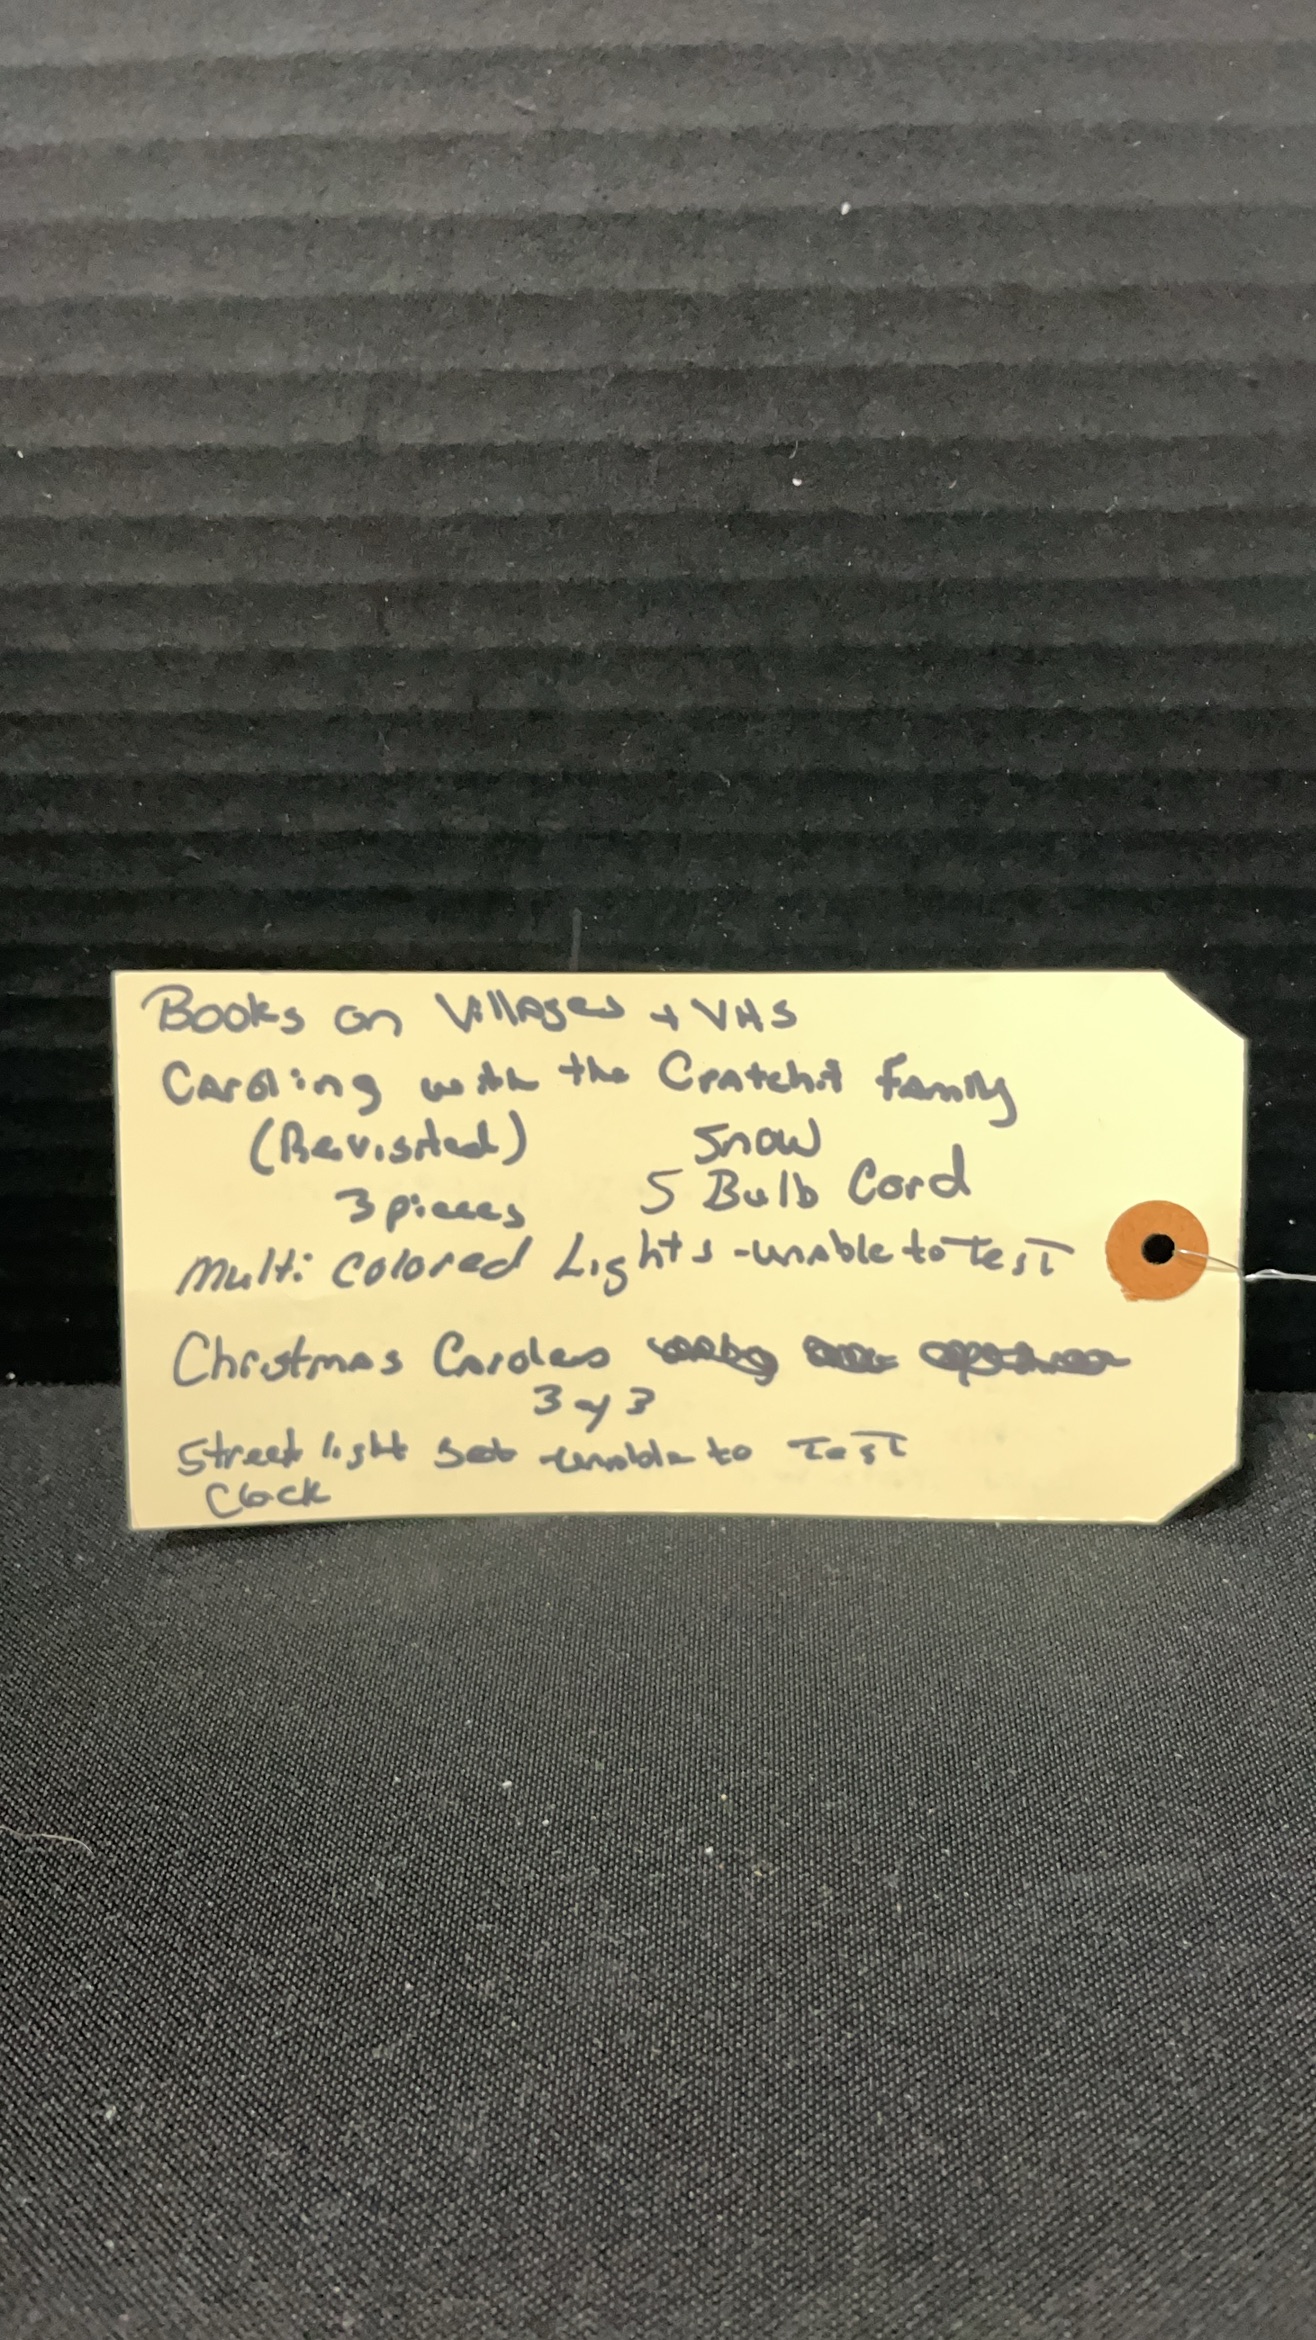 Books on Villages + VHS
Caroling with the Cratchit Family
(Revisited) Snow
3 pieces 5 Bulb Cord
Multi Colored Lights - unable to Test
Christmas Caroles
3 of 3
Street light set - unable to Test
Clock